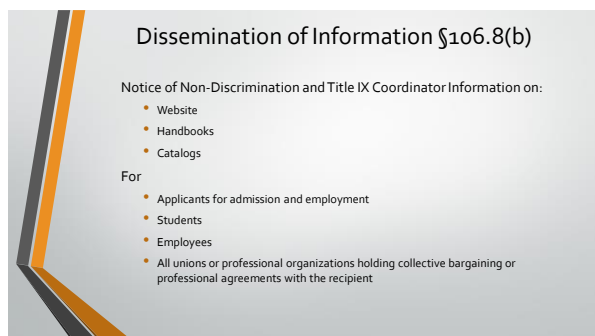 Dissemination of Information §106.8(b)
Notice of Non-Discrimination and Title IX Coordinator Information on:
• Website
• Handbooks
• Catalogs
For
• Applicants for admission and employment
• Students
• Employees
• All unions or professional organizations holding collective bargaining or
professional agreements with the recipient